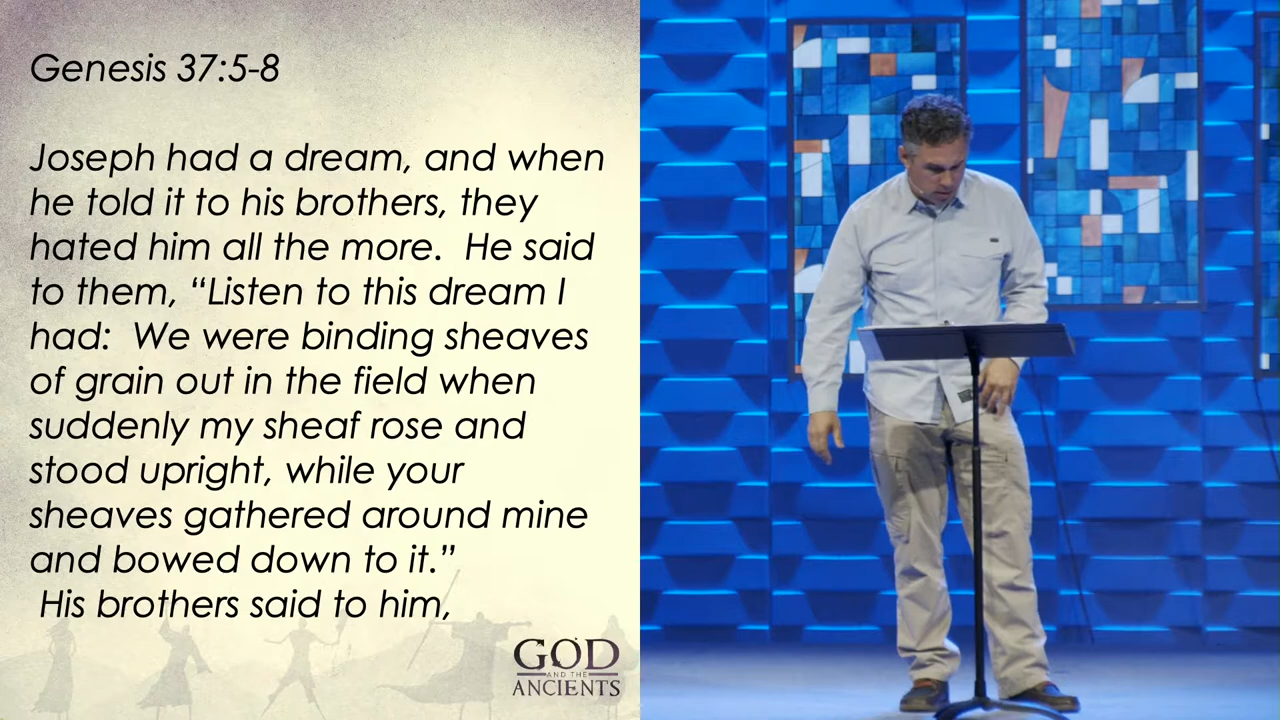 Genesis 37:5-8
Joseph had a dream, and when
he told it to his brothers, they
hated him all the more.  He said
to them, “Listen to this dream I
had:  We were binding sheaves
of grain out in the field when
suddenly my sheaf rose and
stood upright, while your
sheaves gathered around mine
and bowed down to it.”
His brothers said to him,
GOD
AND THE
ANCIENTS